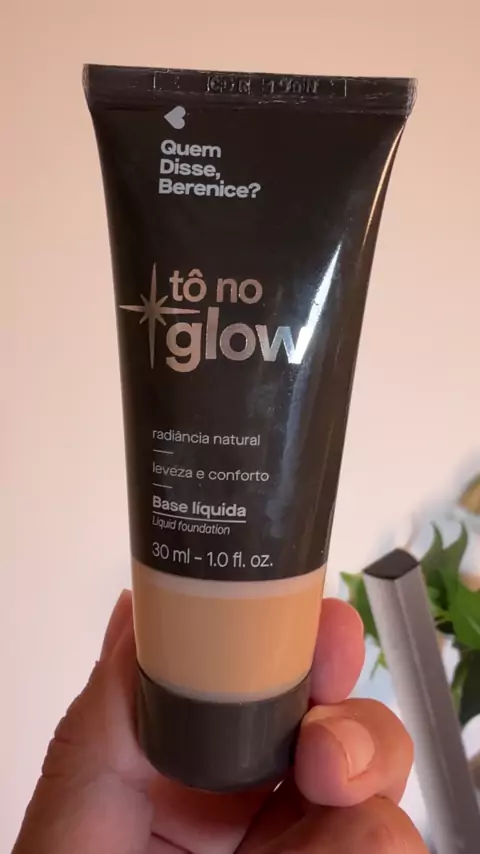 Quem
Disse,
Berenice?
tô no
glow
radiância natural
leveza e conforto
Base líquida
Liquid foundation
30 ml - 1.0 fl. oz.